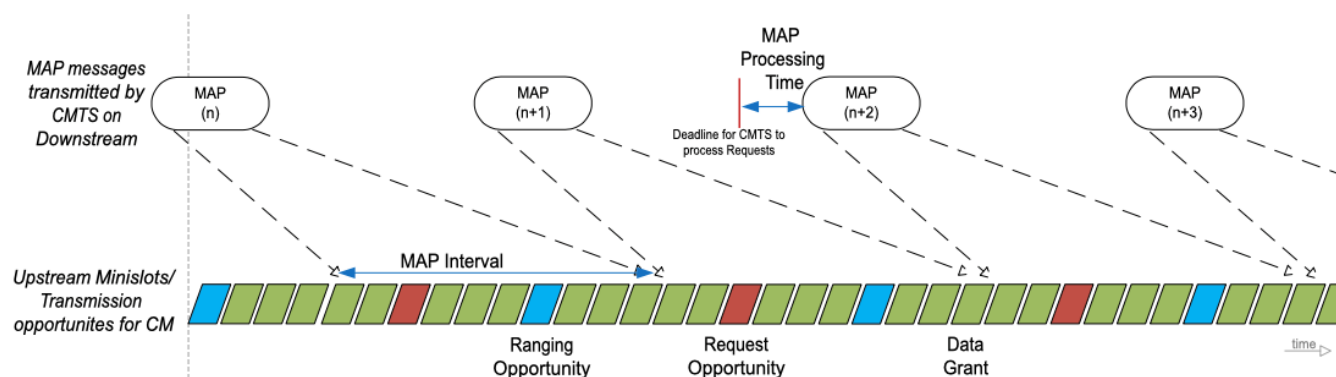 MAP messages
transmitted by
CMTS on
Downstream
MAP
(n)
MAP
(n+1)
MAP
Processing
Time
Deadline for CMTS to
process Requests
MAP
(n+2)
MAP
(n+3)
Upstream Minislots/
Transmission
opportunites for CM
MAP Interval
Ranging
Opportunity
Request
Opportunity
Data
Grant
time